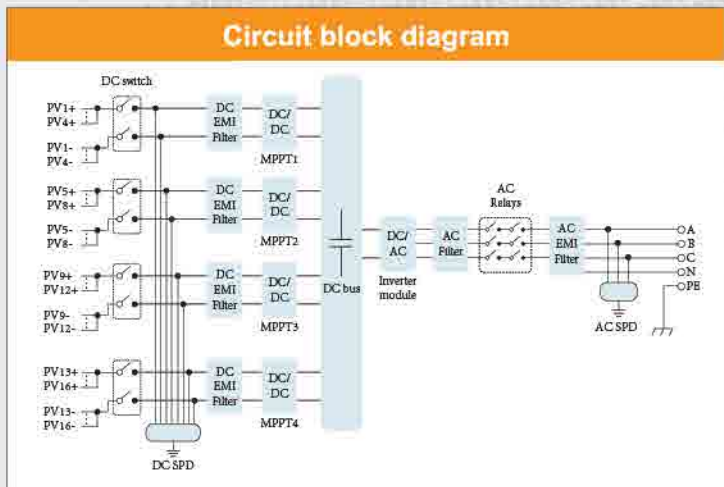 Circuit block diagram
DC switch
PV1+
PV4+
PV1-
PV4-
DC
EMI
Filter
DC/
DC
MPPT1
PV5+
PV8+
PV5-
PV8-
DC
EMI
Filter
DC/
DC
MPPT2
PV9+
PV12+
PV9-
PV12-
DC
EMI
Filter
DC/
DC
MPPT3
PV13+
PV16+
PV13-
PV16-
DC
EMI
Filter
DC/
DC
MPPT4
DC SPD
DC bus
DC/
AC
Inverter
module
AC
Filter
AC
Relays
AC
EMI
Filter
A
B
C
N
PE
AC SPD